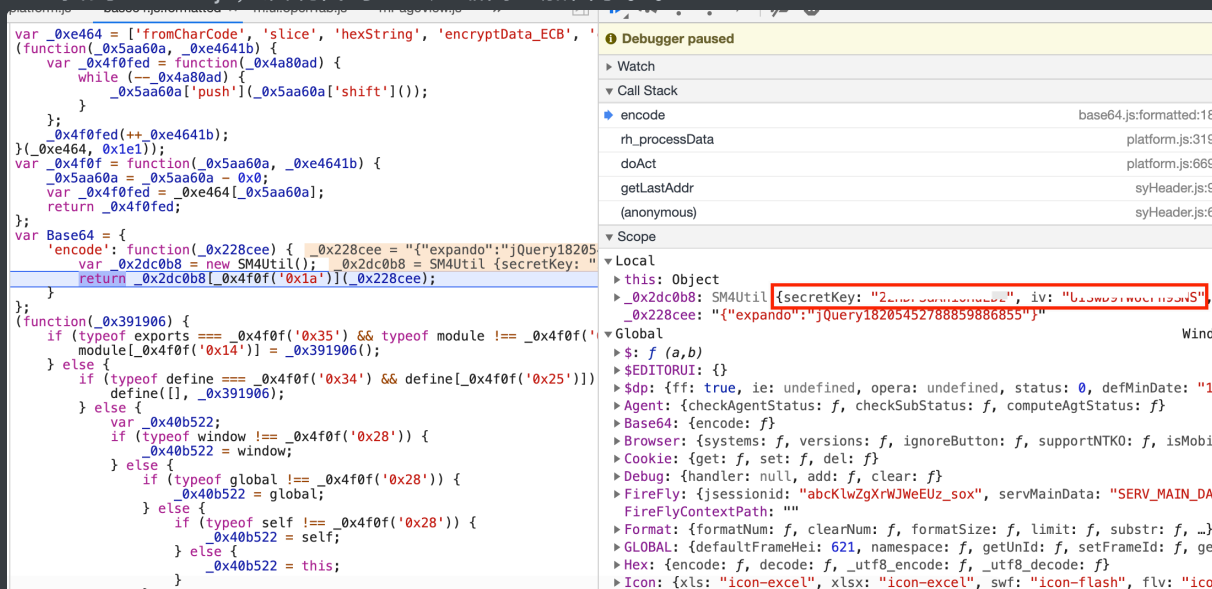 var _0xe464 = ['fromCharCode', 'slice', 'hexString', 'encryptData_ECB', '
(function(_0x5aa60a, _0xe4641b) {
var _0x4f0fed = function(_0x4a80ad) {
while (--_0x4a80ad) {
_0x5aa60a['push'](_0x5aa60a['shift']());
}
};
_0x4f0fed(++_0xe4641b);
}(_0xe464, 0x1e1));
var _0x4f0f = function(_0x5aa60a, _0xe4641b) {
_0x5aa60a = _0x5aa60a - 0x0;
var _0x4f0fed = _0xe464[_0x5aa60a];
return _0x4f0fed;
};
var Base64 = {
'encode': function(_0x228cee) { _0x228cee = "{"expando":"jQuery1820545
var _0x2dc0b8 = new SM4Util(); _0x2dc0b8 = SM4Util {secretKey: "
return _0x2dc0b8[_0x4f0f('0x1a')](_0x228cee);
}
};
(function(_0x391906) {
if (typeof exports === _0x4f0f('0x35') && typeof module !== _0x4f0f('
module[_0x4f0f('0x14')] = _0x391906();
} else {
if (typeof define === _0x4f0f('0x34') && define[_0x4f0f('0x25')])
define([], _0x391906);
} else {
var _0x40b522;
if (typeof window !== _0x4f0f('0x28')) {
_0x40b522 = window;
} else {
if (typeof global !== _0x4f0f('0x28')) {
_0x40b522 = global;
} else {
if (typeof self !== _0x4f0f('0x28')) {
_0x40b522 = self;
} else {
_0x40b522 = this;
}
Debugger paused
Watch
Call Stack
encode base64.js:formatted:18
rh_processData platform.js:319
doAct platform.js:669
getLastAddr syHeader.js:9
(anonymous) syHeader.js:6
Scope
Local
this: Object
_0x2dc0b8: SM4Util {secretKey: iv:
_0x228cee: "{"expando":"jQuery18205452788859886855"}"
Global Wind
$: ƒ (a,b)
$EDITORUI: {}
$dp: {ff: true, ie: undefined, opera: undefined, status: 0, defMinDate: "1
Agent: {checkAgentStatus: ƒ, checkSubStatus: ƒ, computeAgtStatus: ƒ}
Base64: {encode: ƒ}
Browser: {systems: ƒ, versions: ƒ, ignoreButton: ƒ, supportNTKO: ƒ, isMobi
Cookie: {get: ƒ, set: ƒ, del: ƒ}
Debug: {handler: null, add: ƒ, clear: ƒ}
FireFly: {jsessionid: "abcKlwZgXrWJWeEUz_sox", servMainData: "SERV_MAIN_DA
FireFlyContextPath: ""
Format: {formatNum: ƒ, clearNum: ƒ, formatSize: ƒ, limit: ƒ, substr: ƒ, …}
GLOBAL: {defaultFrameHei: 621, namespace: ƒ, getUnId: ƒ, setFrameId: ƒ, ge
Hex: {encode: ƒ, decode: ƒ, _utf8_encode: ƒ, _utf8_decode: ƒ}
Icon: {xls: "icon-excel", xlsx: "icon-excel", swf: "icon-flash", flv: "ico